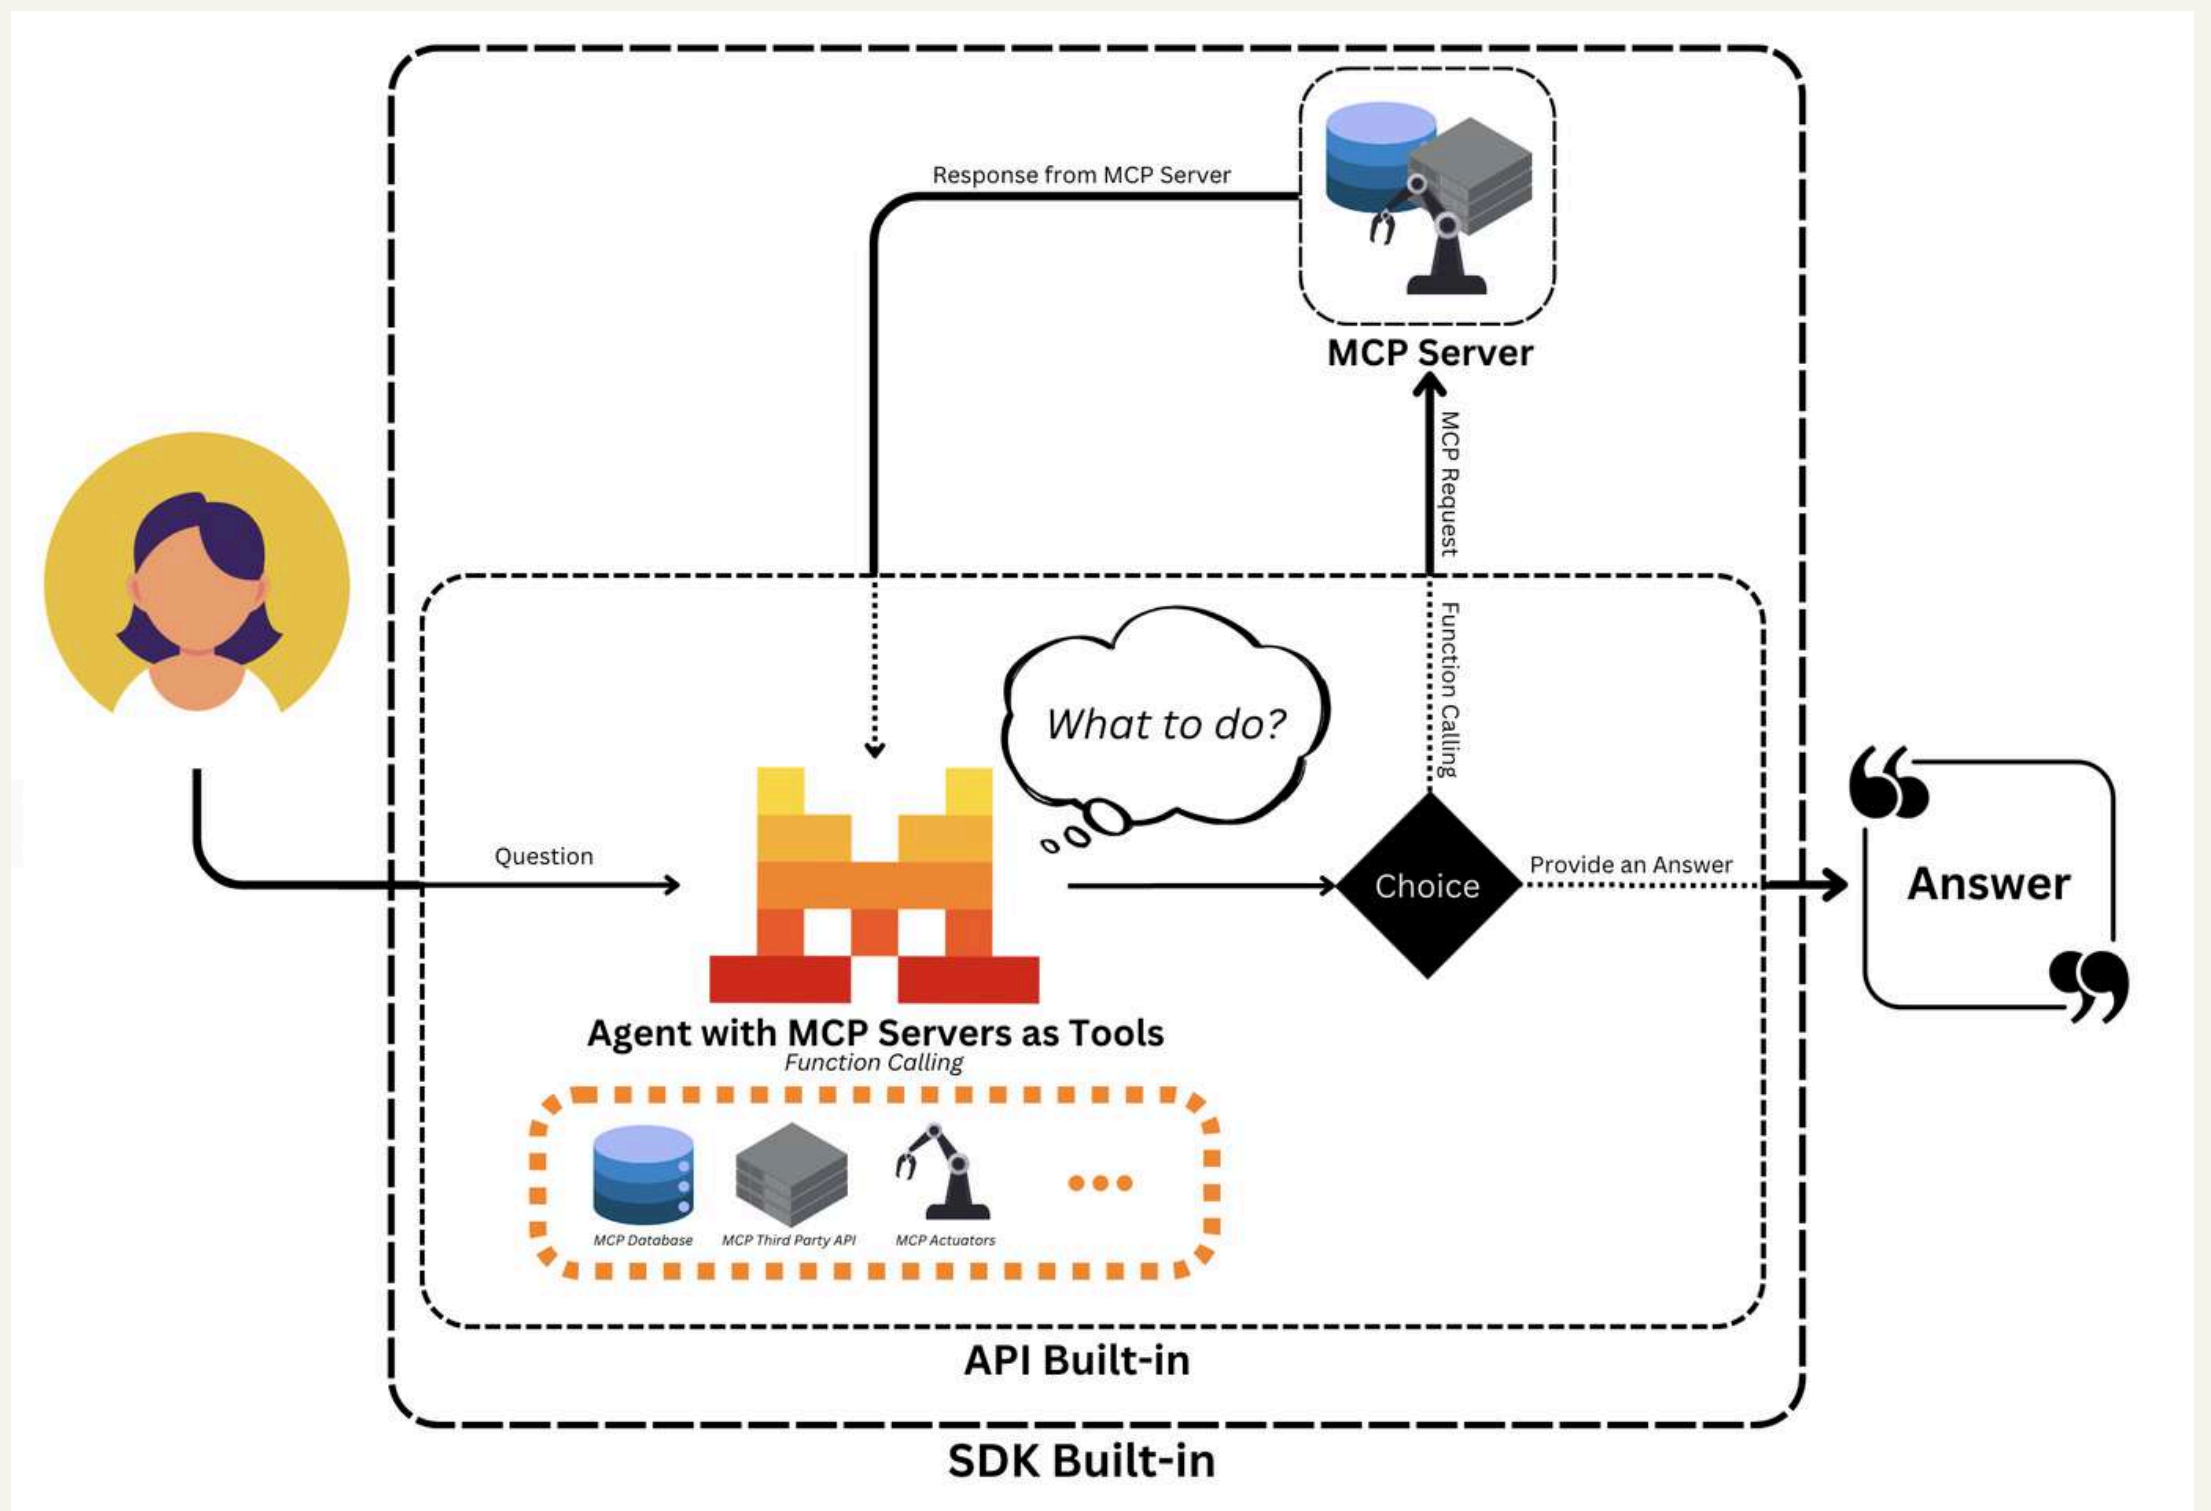 Response from MCP Server
MCP Server
MCP Request
Function Calling
What to do?
Question
Choice
Provide an Answer
Answer
Agent with MCP Servers as Tools
Function Calling
MCP Database
MCP Third Party API
MCP Actuators
API Built-in
SDK Built-in